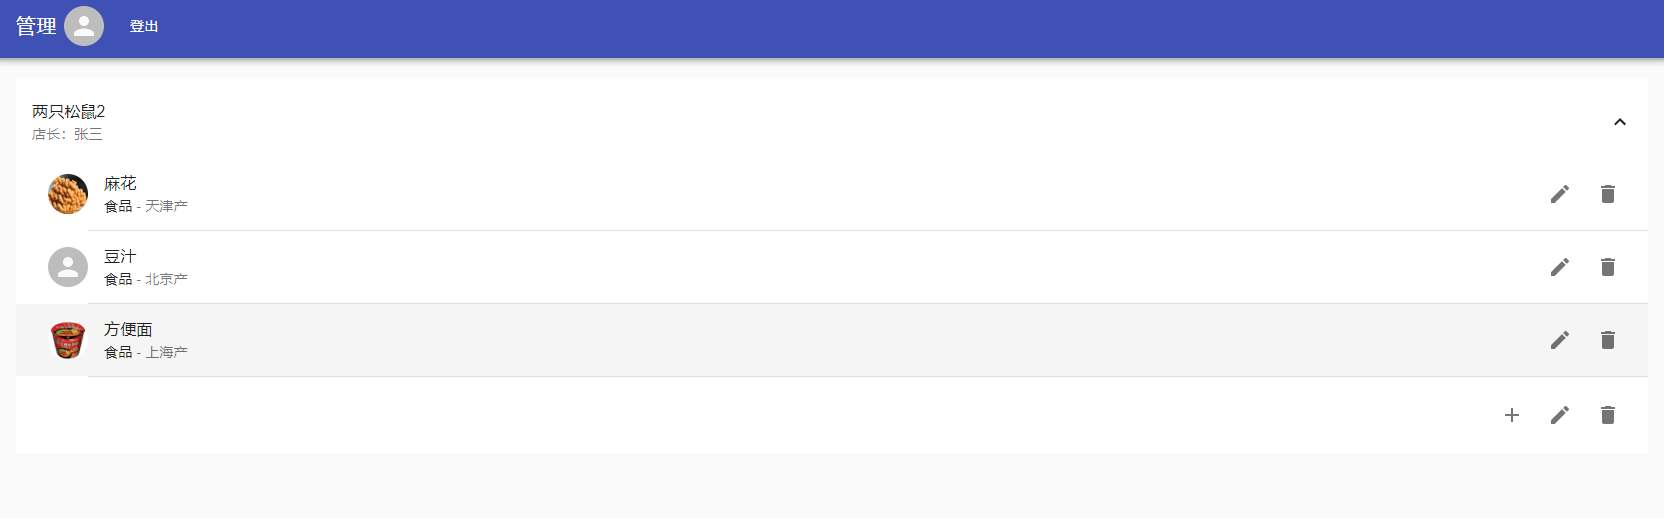 管理
登出
两只松鼠2
店长：张三
麻花
食品 - 天津产
豆汁
食品 - 北京产
方便面
食品 - 上海产